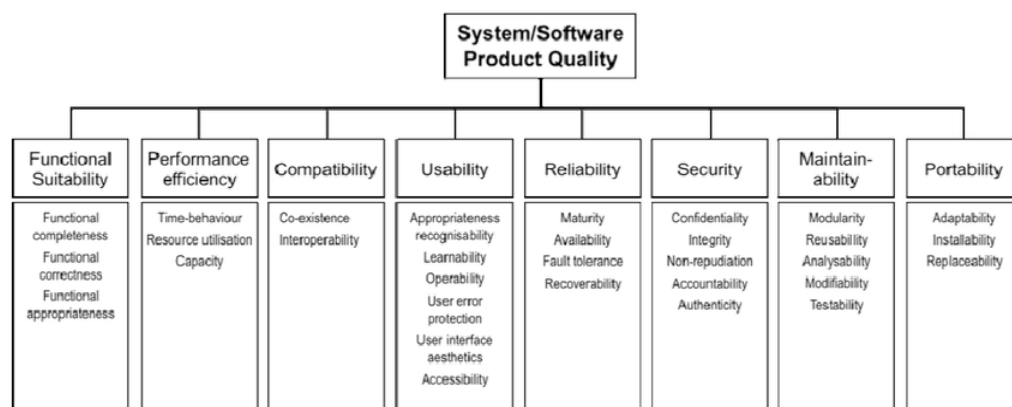 System/Software
Product Quality
Functional
Suitability
Performance
efficiency
Compatibility
Usability
Reliability
Security
Maintain-
ability
Portability
Functional
completeness
Functional
correctness
Functional
appropriateness
Time-behaviour
Resource utilisation
Capacity
Co-existence
Interoperability
Appropriateness
recognisability
Learnability
Operability
User error
protection
User interface
aesthetics
Accessibility
Maturity
Availability
Fault tolerance
Recoverability
Confidentiality
Integrity
Non-repudiation
Accountability
Authenticity
Modularity
Reusability
Analysability
Modifiability
Testability
Adaptability
Installability
Replaceability